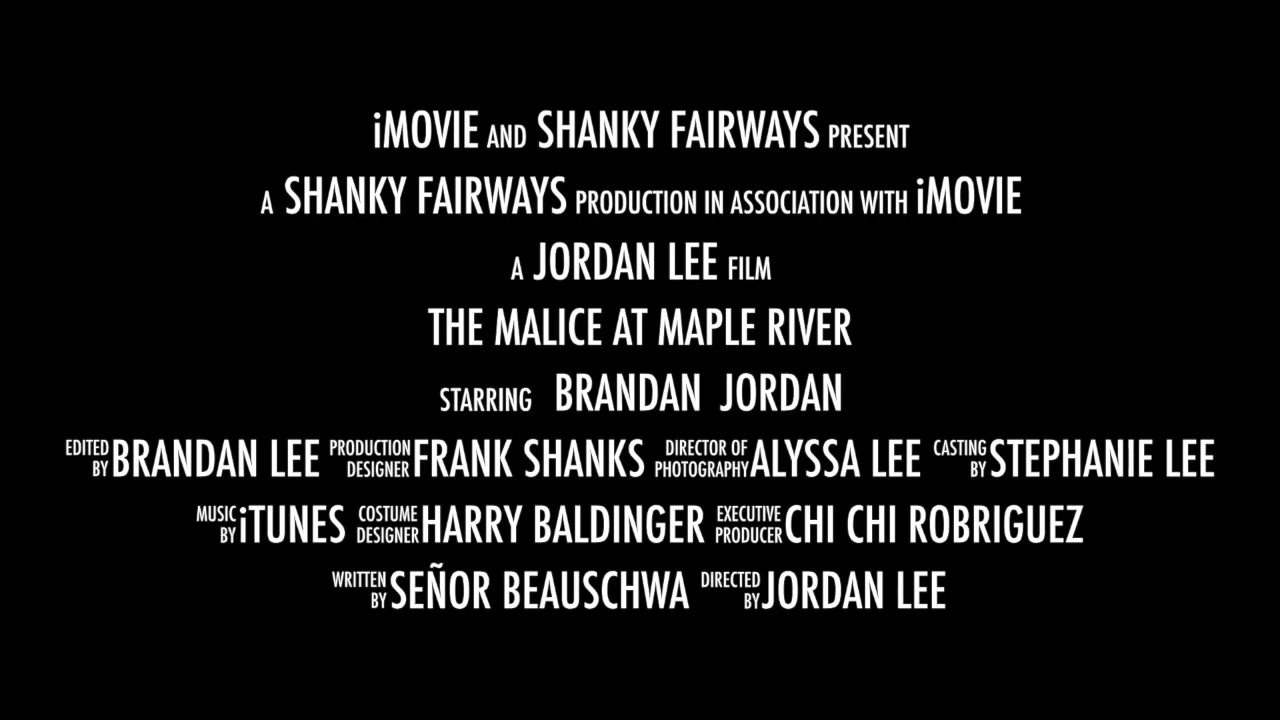 iMOVIE AND SHANKY FAIRWAYS PRESENT
A SHANKY FAIRWAYS PRODUCTION IN ASSOCIATION WITH iMOVIE
A JORDAN LEE FILM
THE MALICE AT MAPLE RIVER
STARRING BRANDAN JORDAN
EDITED BY BRANDAN LEE PRODUCTION DESIGNER FRANK SHANKS DIRECTOR OF PHOTOGRAPHY ALYSSA LEE CASTING BY STEPHANIE LEE
MUSIC BY iTUNES COSTUME DESIGNER HARRY BALDINGER EXECUTIVE PRODUCER CHI CHI ROBRIGUEZ
WRITTEN BY SEÑOR BEAUSCHWA DIRECTED BY JORDAN LEE